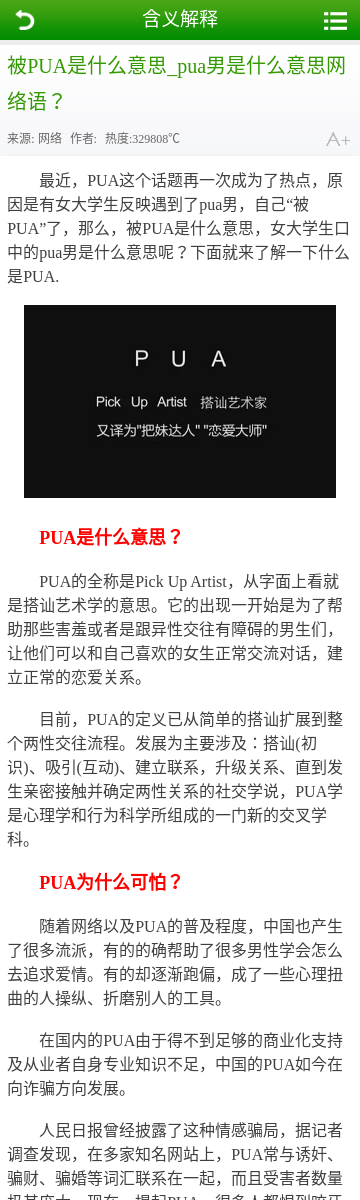 含义解释
被PUA是什么意思_pua男是什么意思网
络语？
来源: 网络 作者: 热度:329808℃
A+
最近，PUA这个话题再一次成为了热点，原
因是有女大学生反映遇到了pua男，自己“被
PUA”了，那么，被PUA是什么意思，女大学生口
中的pua男是什么意思呢？下面就来了解一下什么
是PUA.
P U A
Pick Up Artist 搭讪艺术家
又译为"把妹达人" "恋爱大师"
PUA是什么意思？
PUA的全称是Pick Up Artist，从字面上看就
是搭讪艺术学的意思。它的出现一开始是为了帮
助那些害羞或者是跟异性交往有障碍的男生们，
让他们可以和自己喜欢的女生正常交流对话，建
立正常的恋爱关系。
目前，PUA的定义已从简单的搭讪扩展到整
个两性交往流程。发展为主要涉及：搭讪(初
识)、吸引(互动)、建立联系，升级关系、直到发
生亲密接触并确定两性关系的社交学说，PUA学
是心理学和行为科学所组成的一门新的交叉学
科。
PUA为什么可怕？
随着网络以及PUA的普及程度，中国也产生
了很多流派，有的的确帮助了很多男性学会怎么
去追求爱情。有的却逐渐跑偏，成了一些心理扭
曲的人操纵、折磨别人的工具。
在国内的PUA由于得不到足够的商业化支持
及从业者自身专业知识不足，中国的PUA如今在
向诈骗方向发展。
人民日报曾经披露了这种情感骗局，据记者
调查发现，在多家知名网站上，PUA常与诱奸、
骗财、骗婚等词汇联系在一起，而且受害者数量